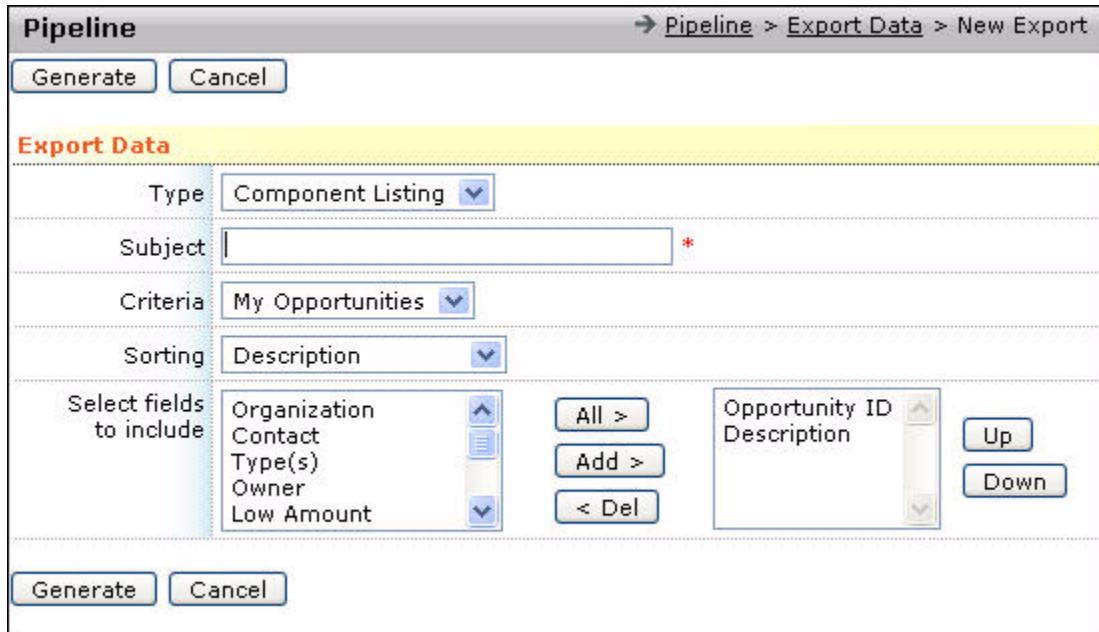 Pipeline
→ Pipeline > Export Data > New Export
Generate Cancel
Export Data
Type Component Listing
Subject *
Criteria My Opportunities
Sorting Description
Select fields to include
Organization
Contact
Type(s)
Owner
Low Amount
All >
Add >
< Del
Opportunity ID
Description
Up
Down
Generate Cancel